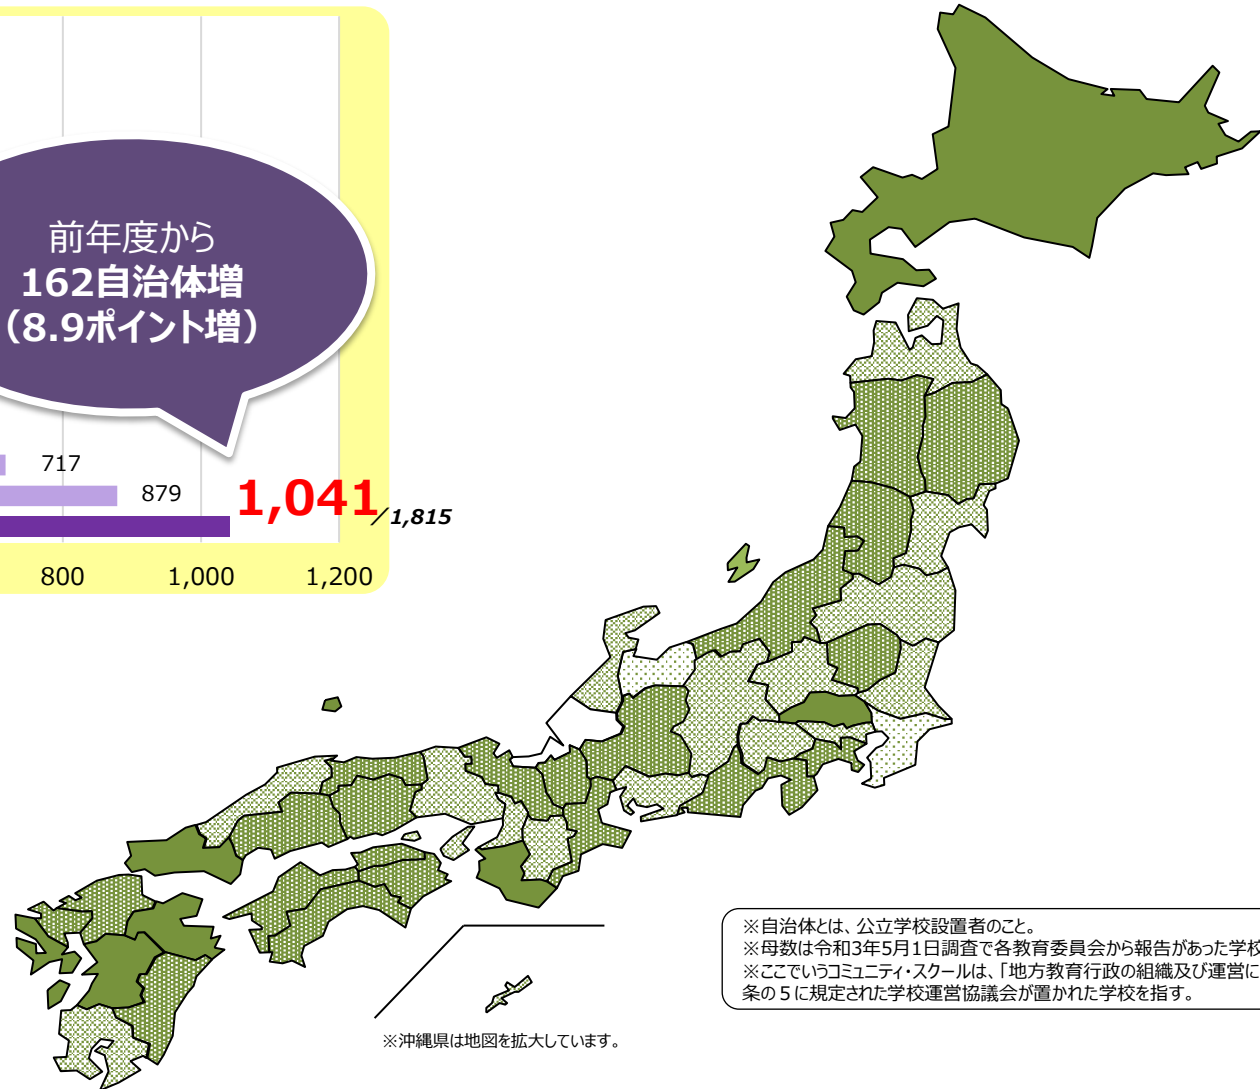 前年度から
162自治体増
（8.9ポイント増）
717
879
1,041/1,815
800 1,000 1,200
※自治体とは、公立学校設置者のこと。
※母数は令和3年5月1日調査で各教育委員会から報告があった学校
※ここでいうコミュニティ・スクールは、「地方教育行政の組織及び運営に
条の５に規定された学校運営協議会が置かれた学校を指す。
※沖縄県は地図を拡大しています。